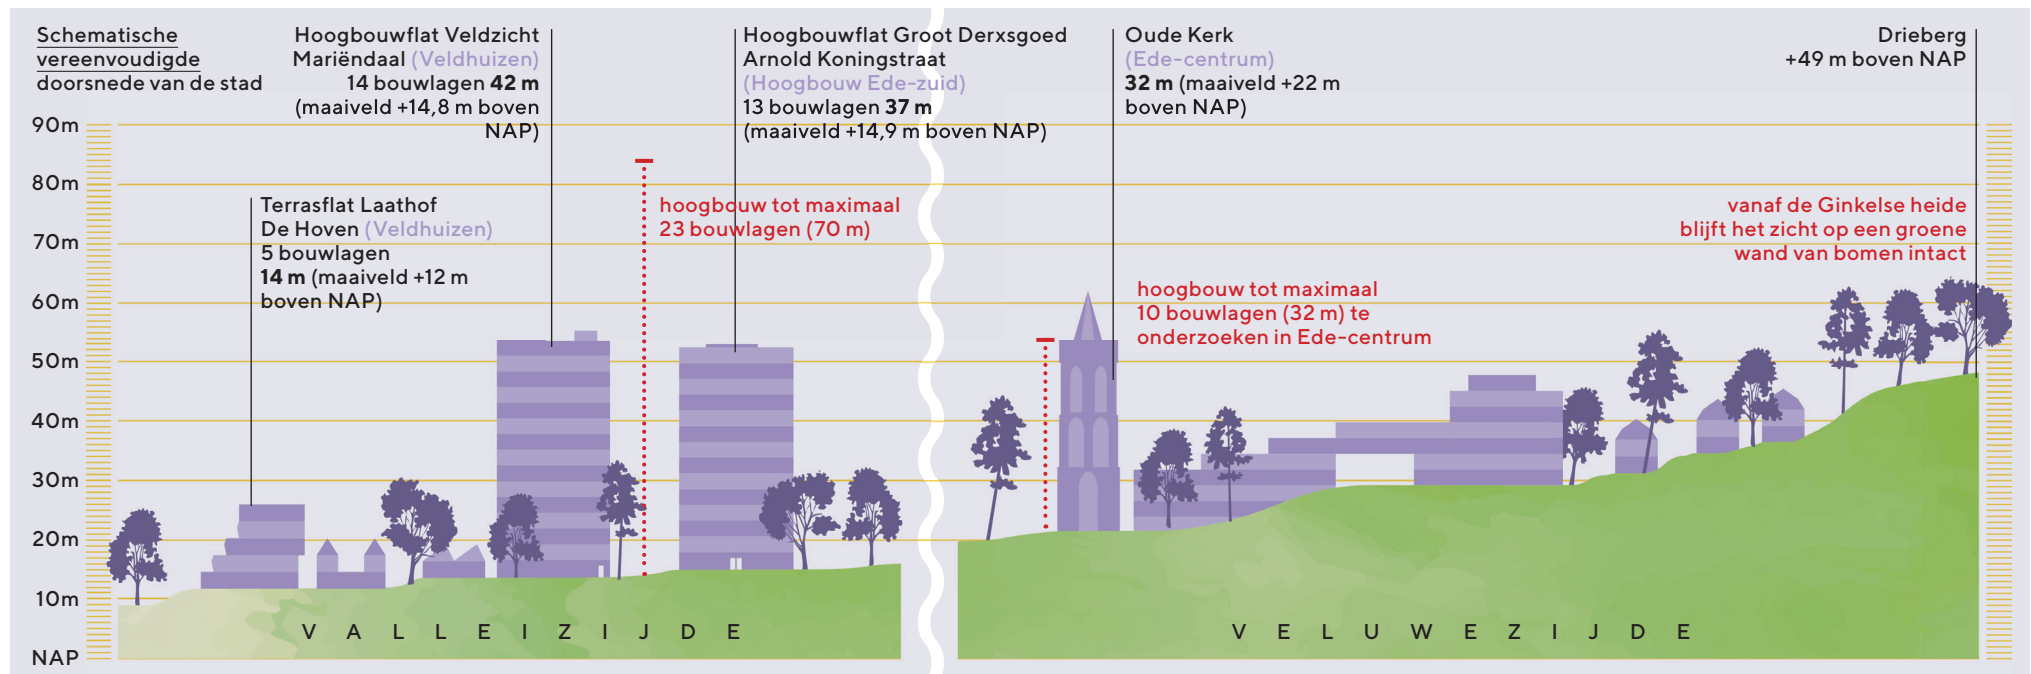 Schematische
vereenvoudigde
doorsnede van de stad
Hoogbouwflat Veldzicht
Mariëndaal (Veldhuizen)
14 bouwlagen 42 m
(maaiveld +14,8 m boven
NAP)
Hoogbouwflat Groot Derxsgoed
Arnold Koningstraat
(Hoogbouw Ede-zuid)
13 bouwlagen 37 m
(maaiveld +14,9 m boven NAP)
Oude Kerk
(Ede-centrum)
32 m (maaiveld +22 m
boven NAP)
Drieberg
+49 m boven NAP
Terrasflat Laathof
De Hoven (Veldhuizen)
5 bouwlagen
14 m (maaiveld +12 m
boven NAP)
hoogbouw tot maximaal
23 bouwlagen (70 m)
hoogbouw tot maximaal
10 bouwlagen (32 m) te
onderzoeken in Ede-centrum
vanaf de Ginkelse heide
blijft het zicht op een groene
wand van bomen intact
90m
80m
70m
60m
50m
40m
30m
20m
10m
NAP
VALLEIZIJDE
VELUWEZIJDE